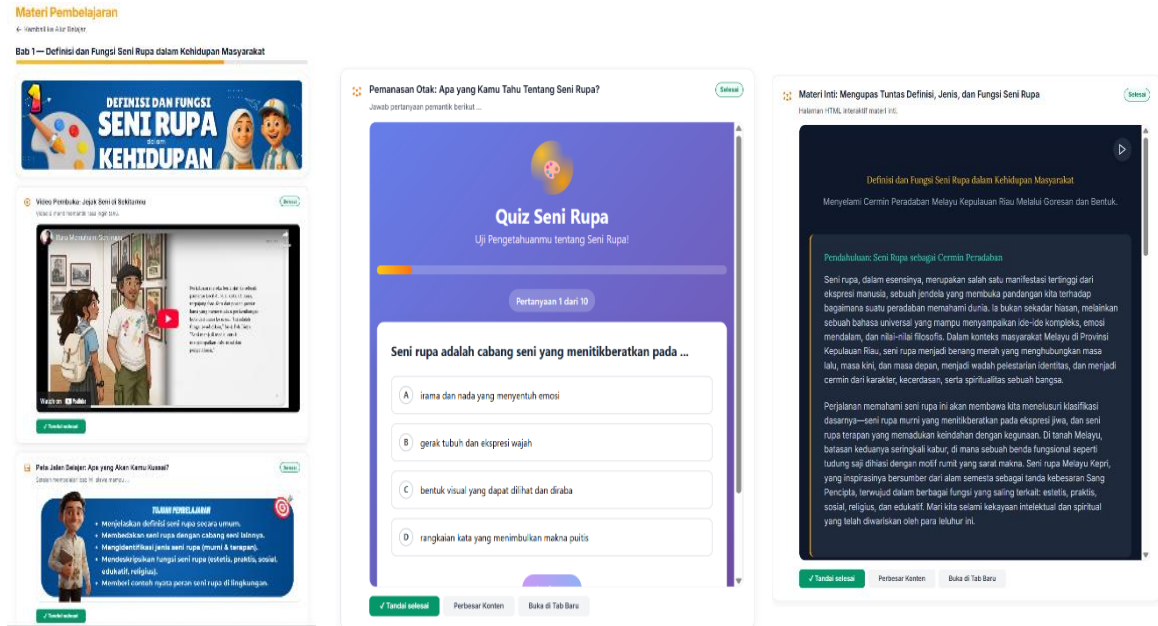 Materi Pembelajaran
← Kembali ke Alur Belajar
Bab 1 — Definisi dan Fungsi Seni Rupa dalam Kehidupan Masyarakat
DEFINISI DAN FUNGSI
SENI RUPA
dalam
KEHIDUPAN
Video Pembuka: Jejak Seni di Sekitarmu
Selesai
Watch on YouTube
✓ Tandai selesai
Peta Jalan Belajar: Apa yang Akan Kamu Kuasai?
Selesai
TUJUAN PEMBELAJARAN
• Menjelaskan definisi seni rupa secara umum.
• Membedakan seni rupa dengan cabang seni lainnya.
• Mengidentifikasi jenis seni rupa (murni & terapan).
• Mendeskripsikan fungsi seni rupa (estetis, praktis, sosial,
edukatif, religius).
• Memberi contoh nyata peran seni rupa di lingkungan.
✓ Tandai selesai
Pemanasan Otak: Apa yang Kamu Tahu Tentang Seni Rupa?
Selesai
Jawab pertanyaan pemantik berikut ...
Quiz Seni Rupa
Uji Pengetahuanmu tentang Seni Rupa!
Pertanyaan 1 dari 10
Seni rupa adalah cabang seni yang menitikberatkan pada ...
A irama dan nada yang menyentuh emosi
B gerak tubuh dan ekspresi wajah
C bentuk visual yang dapat dilihat dan diraba
D rangkaian kata yang menimbulkan makna puitis
✓ Tandai selesai
Perbesar Konten
Buka di Tab Baru
Materi Inti: Mengupas Tuntas Definisi, Jenis, dan Fungsi Seni Rupa
Selesai
Halaman HTML interaktif materi inti.
Definisi dan Fungsi Seni Rupa dalam Kehidupan Masyarakat
Menyelami Cermin Peradaban Melayu Kepulauan Riau Melalui Goresan dan Bentuk.
Pendahuluan: Seni Rupa sebagai Cermin Peradaban
Seni rupa, dalam esensinya, merupakan salah satu manifestasi tertinggi dari
ekspresi manusia, sebuah jendela yang membuka pandangan kita terhadap
bagaimana suatu peradaban memahami dunia. Ia bukan sekadar hiasan, melainkan
sebuah bahasa universal yang mampu menyampaikan ide-ide kompleks, emosi
mendalam, dan nilai-nilai filosofis. Dalam konteks masyarakat Melayu di Provinsi
Kepulauan Riau, seni rupa menjadi benang merah yang menghubungkan masa
lalu, masa kini, dan masa depan, menjadi wadah pelestarian identitas, dan menjadi
cermin dari karakter, kecerdasan, serta spiritualitas sebuah bangsa.
Perjalanan memahami seni rupa ini akan membawa kita menelusuri klasifikasi
dasarnya—seni rupa murni yang menitikberatkan pada ekspresi jiwa, dan seni
rupa terapan yang memadukan keindahan dengan kegunaan. Di tanah Melayu,
batasan keduanya seringkali kabur, di mana sebuah benda fungsional seperti
tudung saji dihiasi dengan motif rumit yang sarat makna. Seni rupa Melayu Kepri,
yang inspirasinya bersumber dari alam semesta sebagai tanda kebesaran Sang
Pencipta, terwujud dalam berbagai fungsi yang saling terkait: estetis, praktis,
sosial, religius, dan edukatif. Mari kita selami kekayaan intelektual dan spiritual
yang telah diwariskan oleh para leluhur ini.
✓ Tandai selesai
Perbesar Konten
Buka di Tab Baru